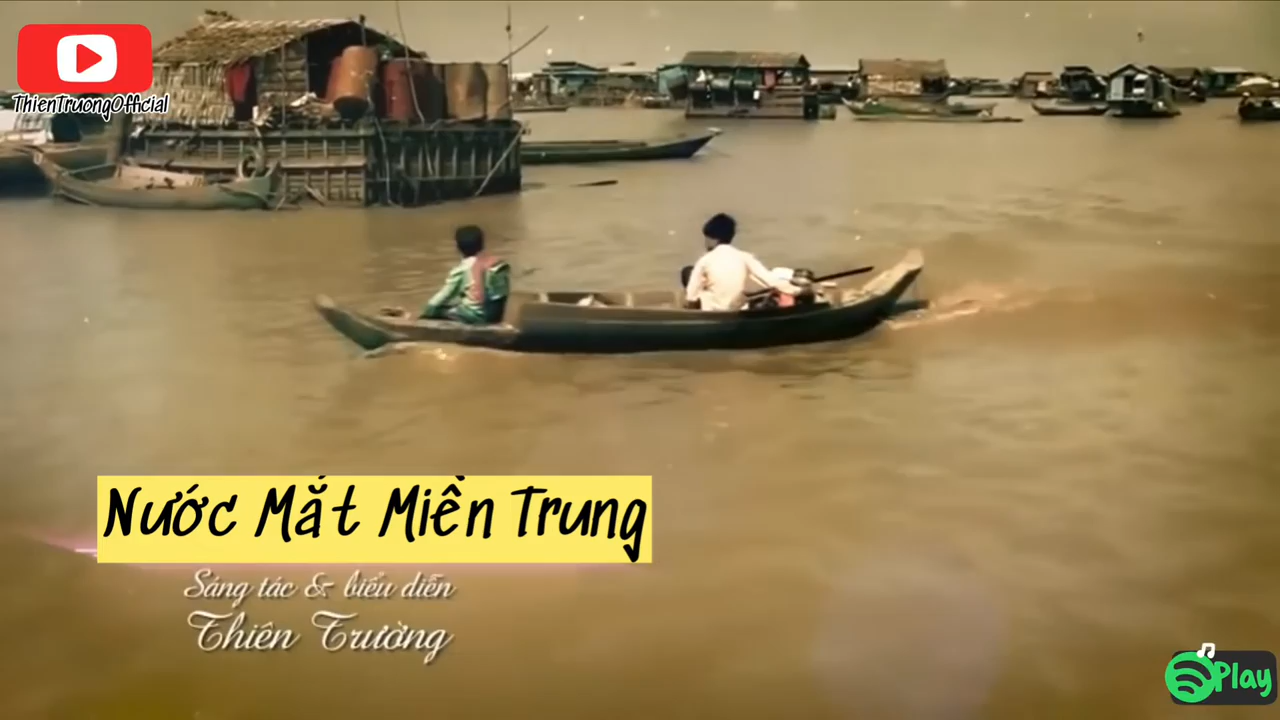 ThienTruongOfficial
Nước Mắt Miền Trung
Sáng tác & biểu diễn
Thiên Trường
Play